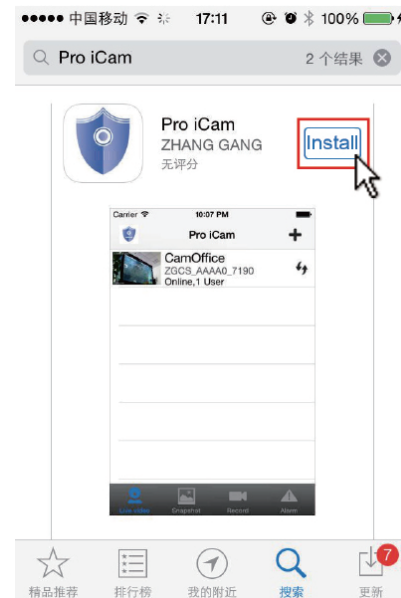 中国移动 17:11 100%
Pro iCam 2 个结果
Pro iCam
ZHANG GANG
无评分
Install
Carrier 10:07 PM
Pro iCam +
CamOffice
ZGCS_AAAA0_7190
Online,1 User
Live video Snapshot Record Alarm
7
精品推荐 排行榜 我的附近 搜索 更新